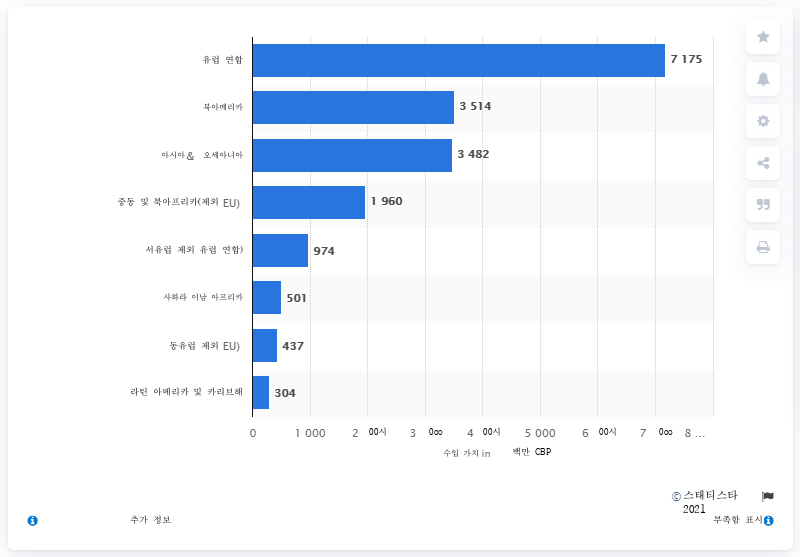 유럽 연합
7 175
북아메리카
3 514
아시아& 오세아니아
3 482
중동 및 북아프리카(제외 EU)
1 960
서유럽 제외 유럽 연합)
974
사하라 이남 아프리카
501
동유럽 제외 EU)
437
라틴 아메리카 및 카리브해
304
0 1 000 2 00시 3 0∞ 4 00시 5 000 6 00시 7 0∞ 8 ...
수입 가치 in 백만 CBP
© 스태티스타
2021
추가 정보
부족함 표시